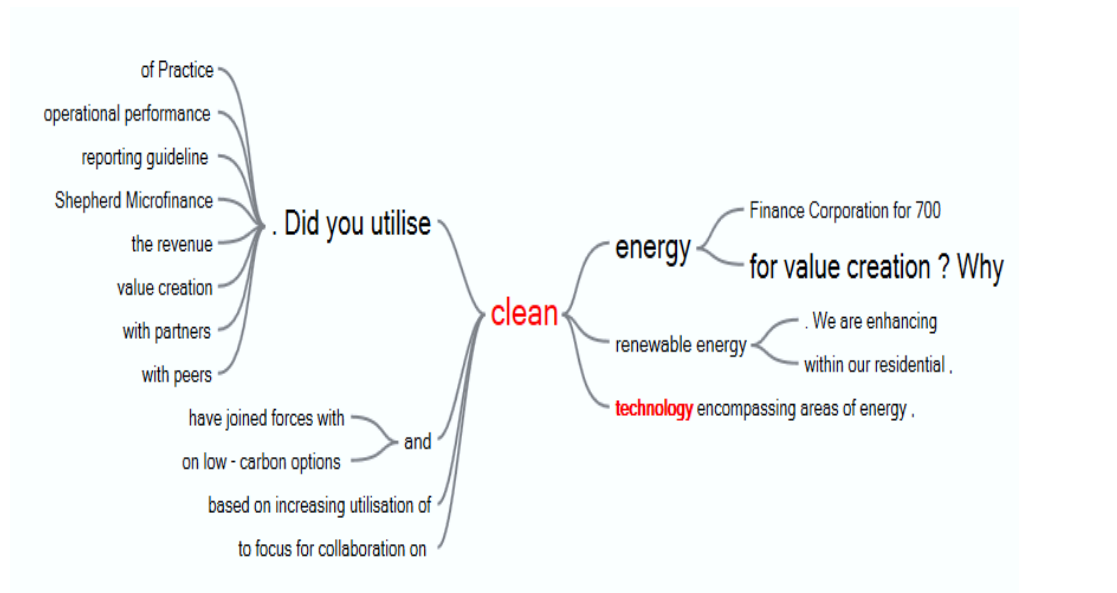 of Practice
operational performance
reporting guideline
Shepherd Microfinance
the revenue
value creation
with partners
with peers
. Did you utilise
have joined forces with
on low - carbon options
and
based on increasing utilisation of
to focus for collaboration on
clean
energy
Finance Corporation for 700
for value creation ? Why
renewable energy
. We are enhancing
within our residential ,
technology encompassing areas of energy ,